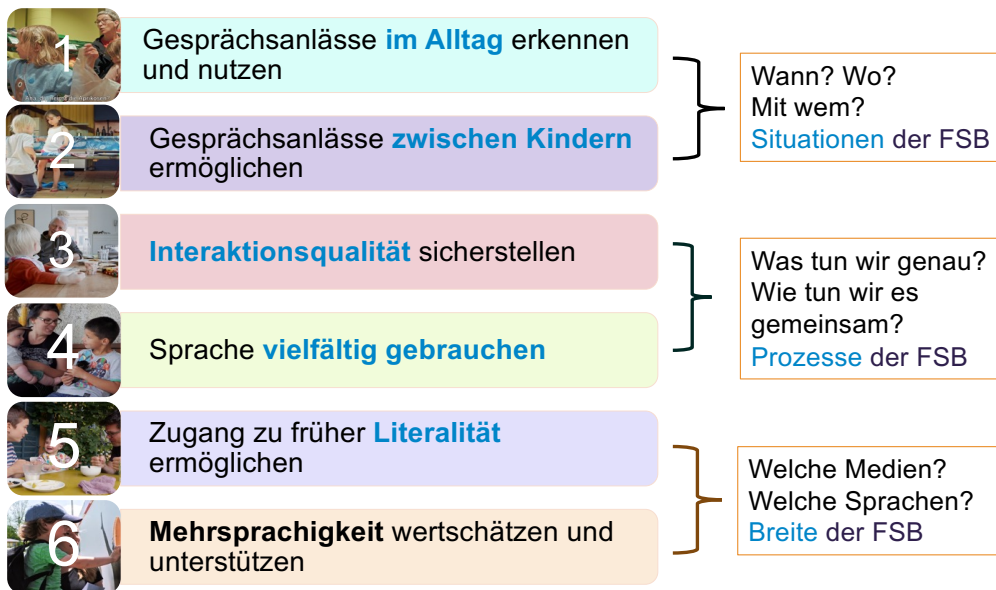 1
Gesprächsanlässe im Alltag erkennen
und nutzen
2
Gesprächsanlässe zwischen Kindern
ermöglichen
Wann? Wo?
Mit wem?
Situationen der FSB
3
Interaktionsqualität sicherstellen
4
Sprache vielfältig gebrauchen
Was tun wir genau?
Wie tun wir es
gemeinsam?
Prozesse der FSB
5
Zugang zu früher Literalität
ermöglichen
6
Mehrsprachigkeit wertschätzen und
unterstützen
Welche Medien?
Welche Sprachen?
Breite der FSB